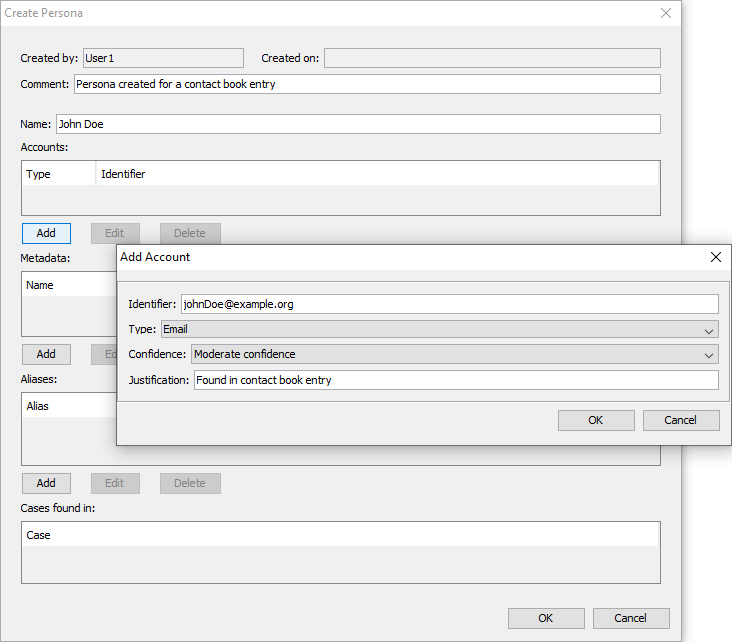 Create Persona
Created by: User1 Created on:
Comment: Persona created for a contact book entry
Name: John Doe
Accounts:
Type Identifier
Add Edit Delete
Metadata:
Name
Add
Aliases:
Alias
Add Edit Delete
Cases found in:
Case
OK Cancel
Add Account
Identifier: johnDoe@example.org
Type: Email
Confidence: Moderate confidence
Justification: Found in contact book entry
OK Cancel